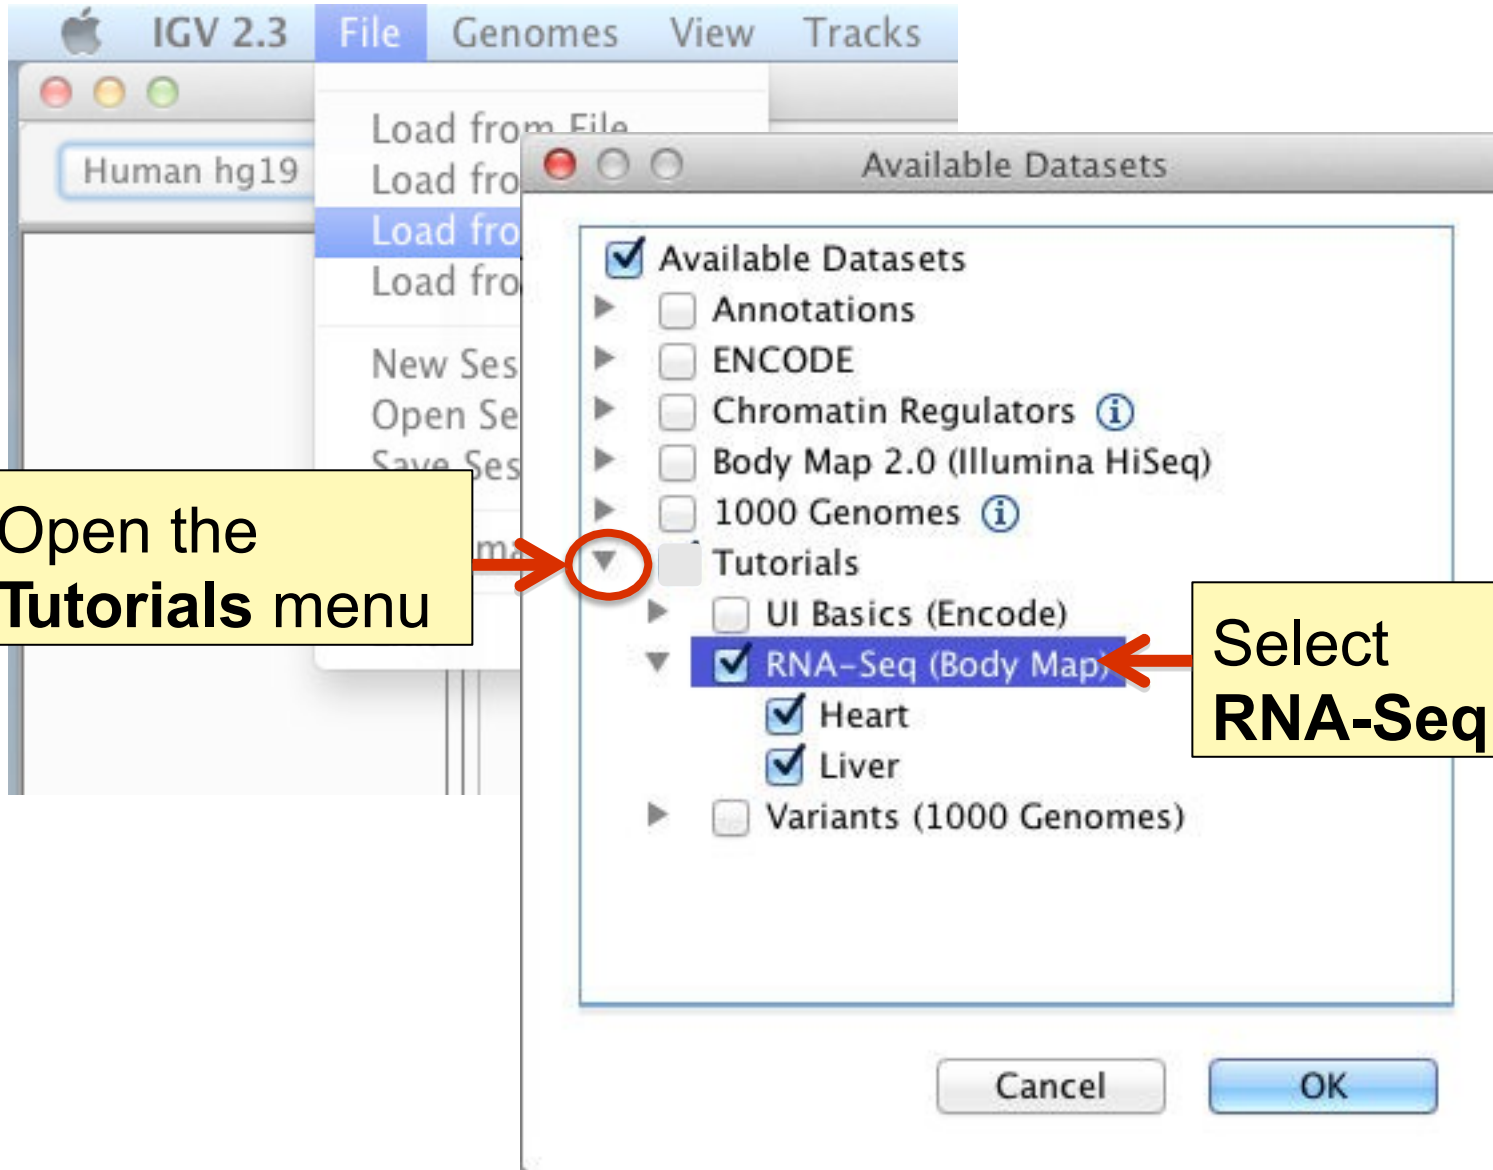 IGV 2.3 File Genomes View Tracks
Human hg19
Load from File
Load fro
Load fro
Load fro
New Ses
Open Se
Save Ses
Available Datasets
Available Datasets
Annotations
ENCODE
Chromatin Regulators
Body Map 2.0 (Illumina HiSeq)
1000 Genomes
Tutorials
UI Basics (Encode)
RNA-Seq (Body Map)
Heart
Liver
Variants (1000 Genomes)
Open the
Tutorials menu
Select
RNA-Seq
Cancel OK